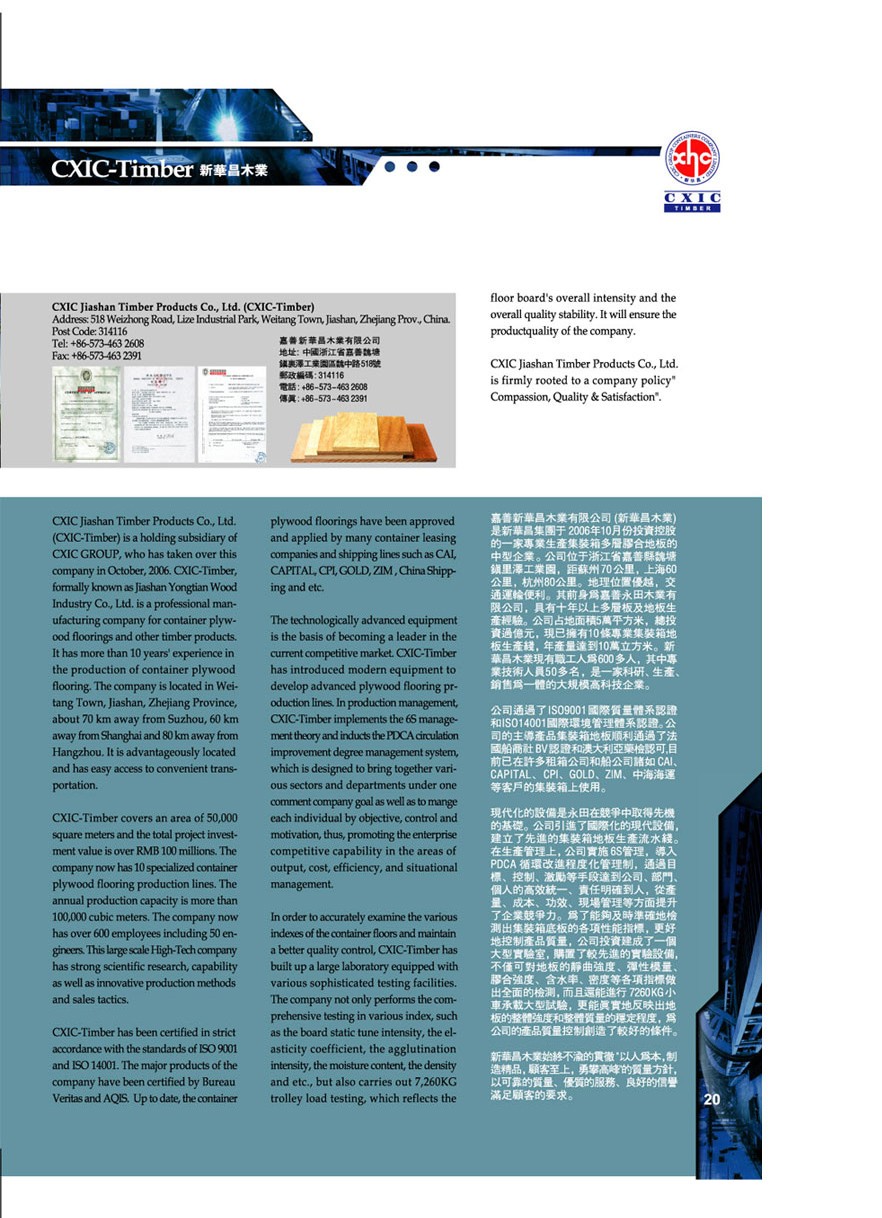 CXIC-Timber 新華昌木業
CXIC GROUP CONTAINERS COMPANY LIMITED
xhc
CXIC
TIMBER
CXIC Jiashan Timber Products Co., Ltd. (CXIC-Timber)
Address: 518 Weizhong Road, Lize Industrial Park, Weitang Town, Jiashan, Zhejiang Prov., China.
Post Code: 314116
Tel: +86-573-463 2608
Fax: +86-573-463 2391
嘉善新華昌木業有限公司
地址: 中國浙江省嘉善魏塘
鎮裏澤工業園區魏中路518號
郵政編碼: 314116
電話: +86-573-463 2608
傳真: +86-573-463 2391
CXIC Jiashan Timber Products Co., Ltd.
(CXIC-Timber) is a holding subsidiary of
CXIC GROUP, who has taken over this
company in October, 2006. CXIC-Timber,
formally known as Jiashan Yongtian Wood
Industry Co., Ltd. is a professional man-
ufacturing company for container plyw-
ood floorings and other timber products.
It has more than 10 years' experience in
the production of container plywood
flooring. The company is located in Wei-
tang Town, Jiashan, Zhejiang Province,
about 70 km away from Suzhou, 60 km
away from Shanghai and 80 km away from
Hangzhou. It is advantageously located
and has easy access to convenient trans-
portation.
CXIC-Timber covers an area of 50,000
square meters and the total project invest-
ment value is over RMB 100 millions. The
company now has 10 specialized container
plywood flooring production lines. The
annual production capacity is more than
100,000 cubic meters. The company now
has over 600 employees including 50 en-
gineers. This large scale High-Tech company
has strong scientific research, capability
as well as innovative production methods
and sales tactics.
CXIC-Timber has been certified in strict
accordance with the standards of ISO 9001
and ISO 14001. The major products of the
company have been certified by Bureau
Veritas and AQIS. Up to date, the container
plywood floorings have been approved
and applied by many container leasing
companies and shipping lines such as CAI,
CAPITAL, CPI, GOLD, ZIM , China Shipp-
ing and etc.
The technologically advanced equipment
is the basis of becoming a leader in the
current competitive market. CXIC-Timber
has introduced modern equipment to
develop advanced plywood flooring pr-
oduction lines. In production management,
CXIC-Timber implements the 6S manage-
ment theory and inducts the PDCA circulation
improvement degree management system,
which is designed to bring together vari-
ous sectors and departments under one
comment company goal as well as to mange
each individual by objective, control and
motivation, thus, promoting the enterprise
competitive capability in the areas of
output, cost, efficiency, and situational
management.
In order to accurately examine the various
indexes of the container floors and maintain
a better quality control, CXIC-Timber has
built up a large laboratory equipped with
various sophisticated testing facilities.
The company not only performs the com-
prehensive testing in various index, such
as the board static tune intensity, the el-
asticity coefficient, the agglutination
intensity, the moisture content, the density
and etc., but also carries out 7,260KG
trolley load testing, which reflects the
floor board's overall intensity and the
overall quality stability. It will ensure the
productquality of the company.
CXIC Jiashan Timber Products Co., Ltd.
is firmly rooted to a company policy"
Compassion, Quality & Satisfaction".
嘉善新華昌木業有限公司 (新華昌木業)
是新華昌集團于 2006年10月份投資控股
的一家專業生產集裝箱多層膠合地板的
中型企業。公司位于浙江省嘉善縣魏塘
鎮里澤工業園，距蘇州70公里，上海60
公里，杭州80公里。地理位置優越，交
通運輸便利。其前身爲嘉善永田木業有
限公司，具有十年以上多層板及地板生
產經驗。公司占地面積5萬平方米，總投
資過億元，現已擁有10條專業集裝箱地
板生產綫，年產量達到10萬立方米。新
華昌木業現有職工人爲600多人，其中專
業技術人員50多名，是一家科研、生產、
銷售爲一體的大規模高科技企業。
公司通過了ISO9001國際質量體系認證
和ISO14001國際環境管理體系認證。公
司的主導產品集裝箱地板順利通過了法
國船商社BV認證和澳大利亞藥檢認可,目
前已在許多租箱公司和船公司諸如 CAI、
CAPITAL、CPI、GOLD、ZIM、中海海運
等客戶的集裝箱上使用。
現代化的設備是永田在競爭中取得先機
的基礎。公司引進了國際化的現代設備，
建立了先進的集裝箱地板生產流水綫。
在生產管理上，公司實施6S管理，導入
PDCA 循環改進程度化管理制，通過目
標、控制、激勵等手段達到公司、部門、
個人的高效統一、責任明確到人，從產
量、成本、功效、現場管理等方面提升
了企業競爭力。爲了能夠及時準確地檢
測出集裝箱底板的各項性能指標，更好
地控制產品質量，公司投資建成了一個
大型實驗室，購置了較先進的實驗設備，
不僅可對地板的靜曲強度、彈性模量、
膠合強度、含水率、密度等各項指標做
出全面的檢測，而且還能進行 7260KG小
車承載大型試驗，更能真實地反映出地
板的整體強度和整體質量的穩定程度，爲
公司的產品質量控制創造了較好的條件。
新華昌木業始終不渝的貫徹"以人爲本，制
造精品，顧客至上，勇攀高峰"的質量方針，
以可靠的質量、優質的服務、良好的信譽
滿足顧客的要求。
20